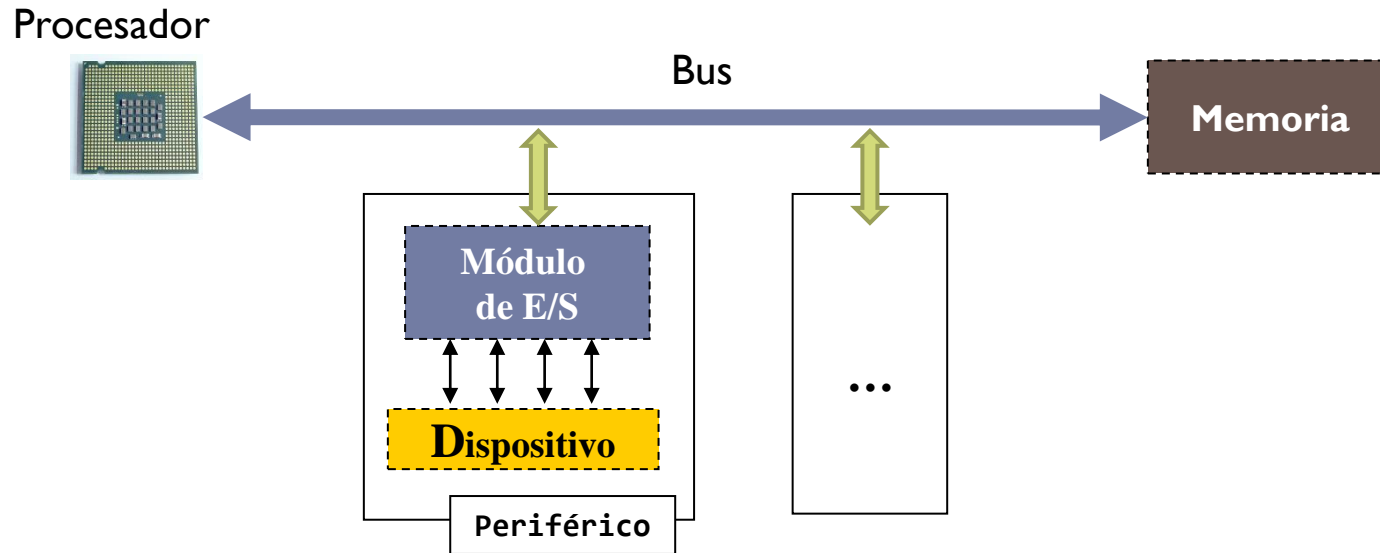 Procesador
Bus
Memoria
Módulo
de E/S
...
Dispositivo
Periférico